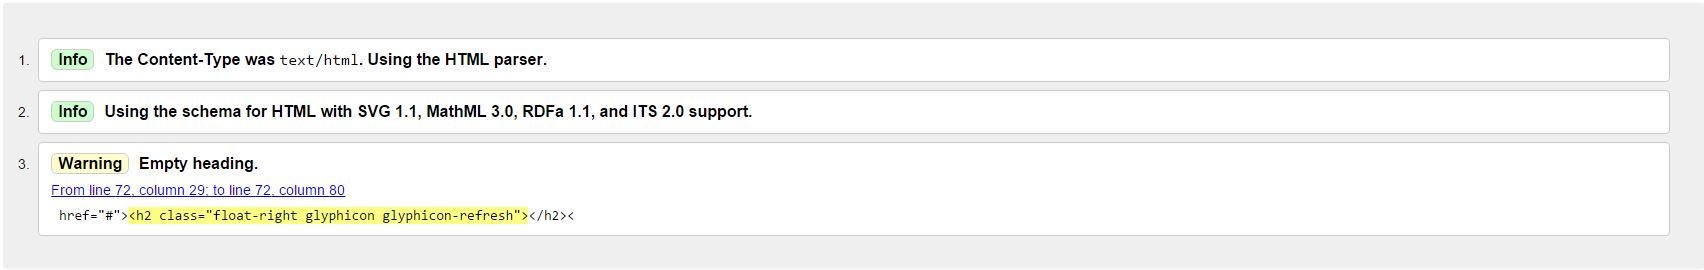 1. Info The Content-Type was text/html. Using the HTML parser.
2. Info Using the schema for HTML with SVG 1.1, MathML 3.0, RDFa 1.1, and ITS 2.0 support.
3. Warning Empty heading.
From line 72, column 29; to line 72, column 80
href="#"><h2 class="float-right glyphicon glyphicon-refresh"></h2><